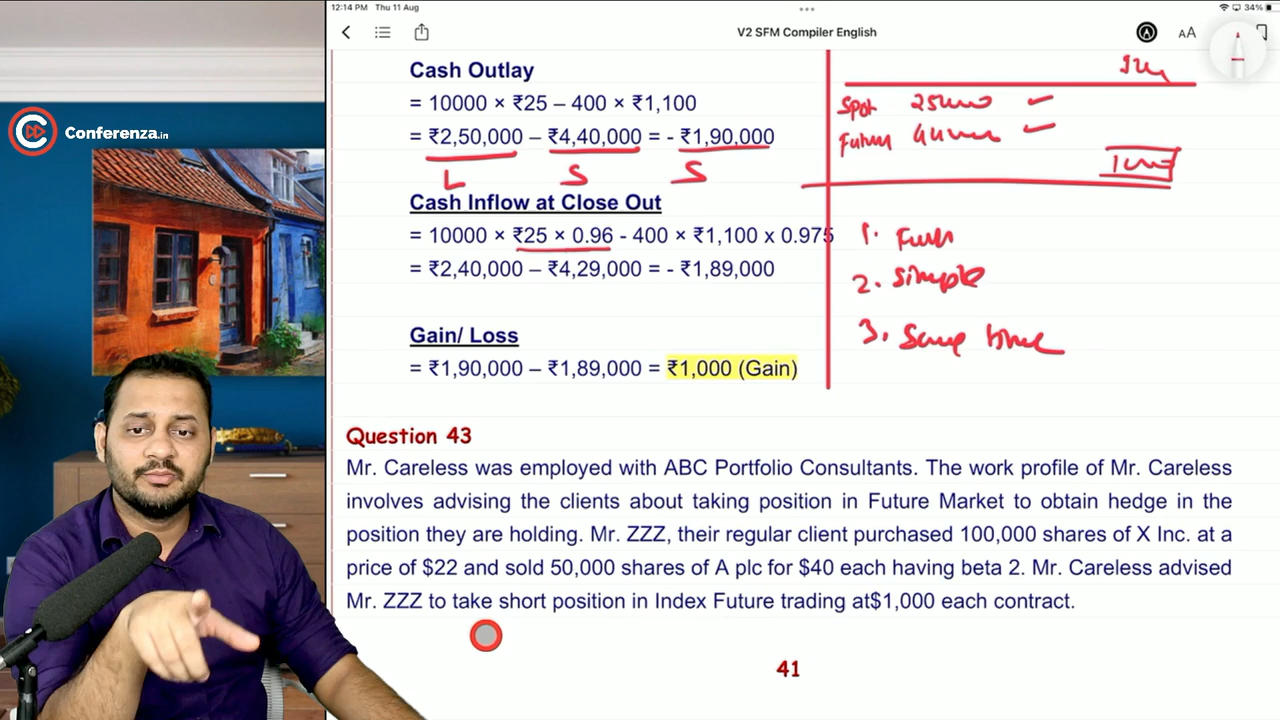 12:14 PM Thu 11 Aug
34%
V2 SFM Compiler English
AA
Conferenza.in
Cash Outlay
= 10000 × ₹25 – 400 × ₹1,100
= ₹2,50,000 – ₹4,40,000 = - ₹1,90,000
L S S
Cash Inflow at Close Out
= 10000 × ₹25 × 0.96 - 400 × ₹1,100 x 0.975
= ₹2,40,000 – ₹4,29,000 = - ₹1,89,000
Gain/ Loss
= ₹1,90,000 – ₹1,89,000 = ₹1,000 (Gain)
Spot
Future
1.
2. Simple
3. Same time
Question 43
Mr. Careless was employed with ABC Portfolio Consultants. The work profile of Mr. Careless
involves advising the clients about taking position in Future Market to obtain hedge in the
position they are holding. Mr. ZZZ, their regular client purchased 100,000 shares of X Inc. at a
price of $22 and sold 50,000 shares of A plc for $40 each having beta 2. Mr. Careless advised
Mr. ZZZ to take short position in Index Future trading at$1,000 each contract.
41